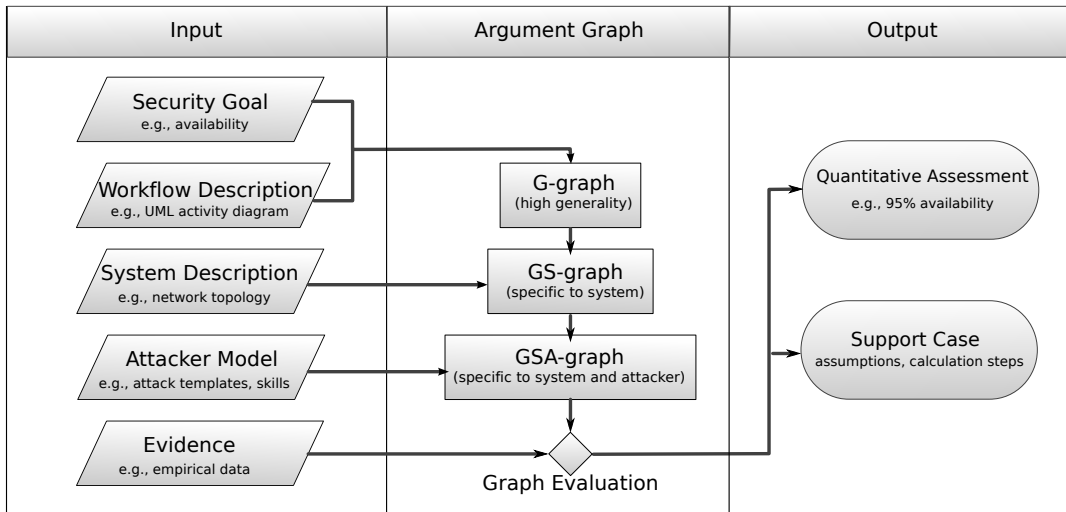 Input
Argument Graph
Output
Security Goal
e.g., availability
Workflow Description
e.g., UML activity diagram
System Description
e.g., network topology
Attacker Model
e.g., attack templates, skills
Evidence
e.g., empirical data
G-graph
(high generality)
GS-graph
(specific to system)
GSA-graph
(specific to system and attacker)
Graph Evaluation
Quantitative Assessment
e.g., 95% availability
Support Case
assumptions, calculation steps